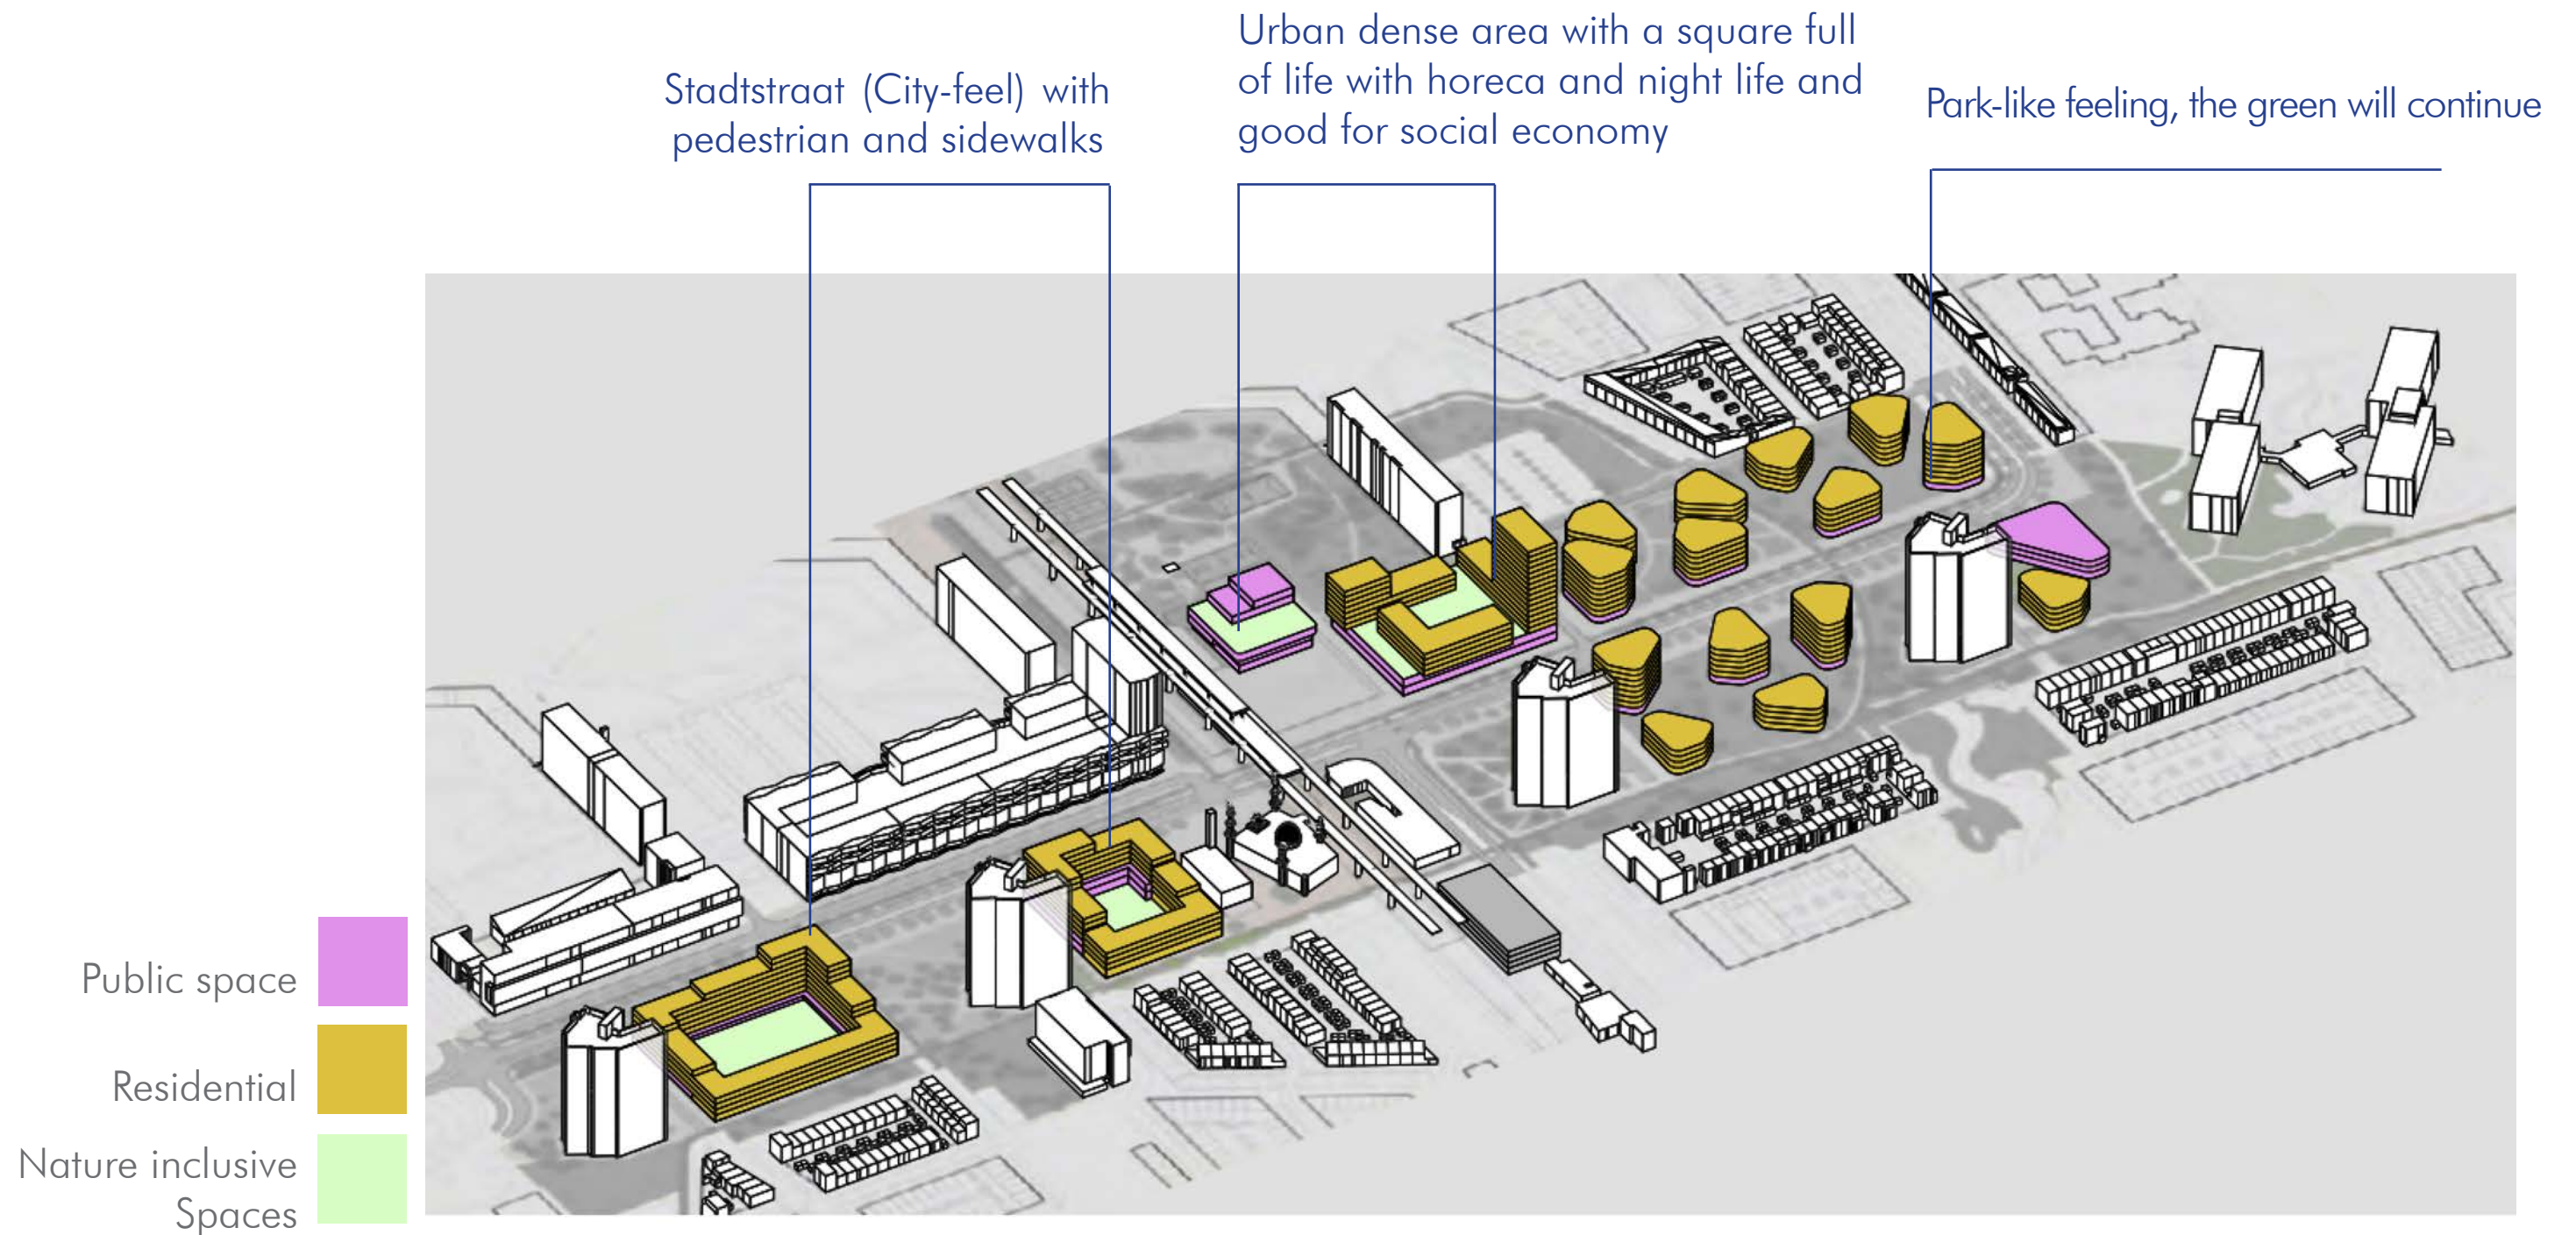 Urban dense area with a square full
of life with horeca and night life and
good for social economy
Stadtstraat (City-feel) with
pedestrian and sidewalks
Park-like feeling, the green will continue
Public space
Residential
Nature inclusive
Spaces